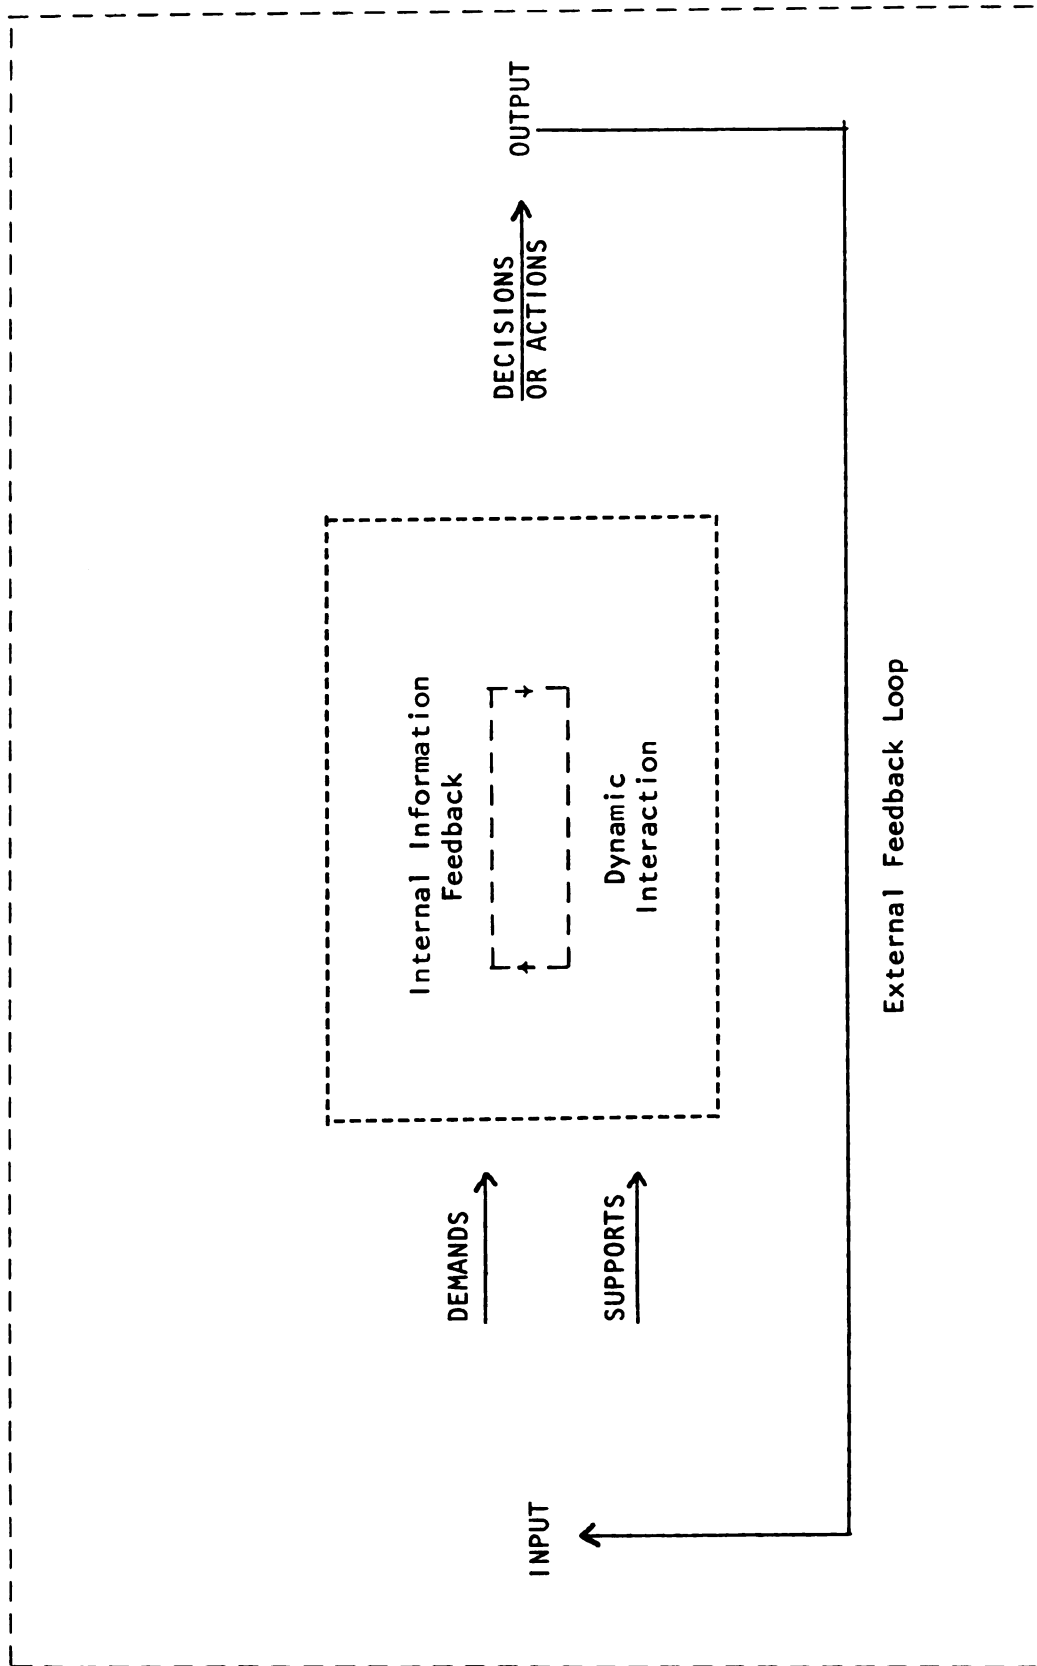 INPUT
DEMANDS
SUPPORTS
Internal Information
Feedback
Dynamic
Interaction
DECISIONS
OR ACTIONS
OUTPUT
External Feedback Loop